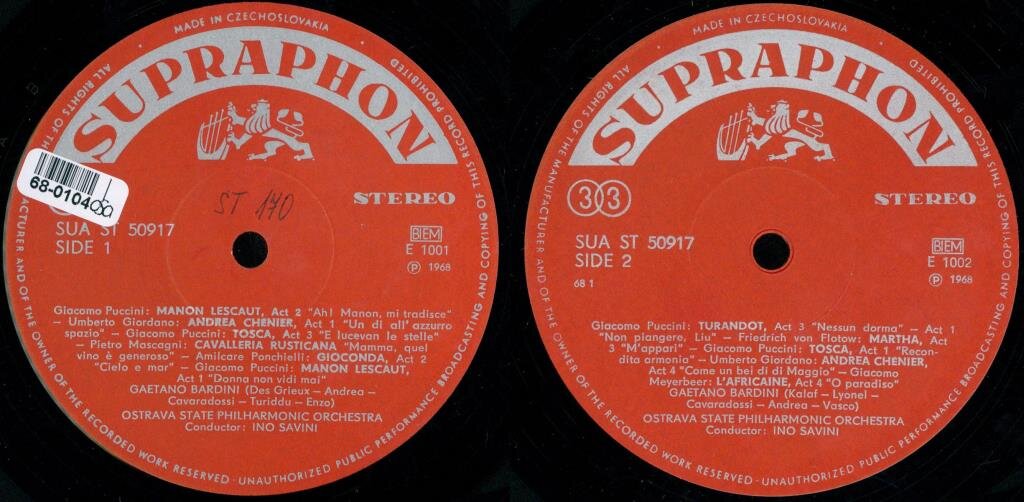 MADE IN CZECHOSLOVAKIA
ALL RIGHTS OF THE MANUFACTURER AND OF THE OWNER OF THE RECORDED WORK RESERVED · UNAUTHORIZED PUBLIC PERFORMANCE BROADCASTING AND COPYING OF THIS RECORD PROHIBITED
SUPRAPHON
68-0104
ST 170
STEREO
SUA ST 50917
SIDE 1
BIEM
E 1001
Ⓟ 1968
Giacomo Puccini: MANON LESCAUT, Act 2 "Ah! Manon, mi tradisce"
– Umberto Giordano: ANDREA CHENIER, Act 1 "Un di all' azzurro
spazio" – Giacomo Puccini: TOSCA, Act 3 "E lucevan le stelle"
– Pietro Mascagni: CAVALLERIA RUSTICANA "Mamma, quel
vino è generoso" – Amilcare Ponchielli: GIOCONDA, Act 2
"Cielo e mar" – Giacomo Puccini: MANON LESCAUT,
Act 1 "Donna non vidi mai"
GAETANO BARDINI (Des Grieux – Andrea –
Cavaradossi – Turiddu – Enzo)
OSTRAVA STATE PHILHARMONIC ORCHESTRA
Conductor: INO SAVINI
MADE IN CZECHOSLOVAKIA
ALL RIGHTS OF THE MANUFACTURER AND OF THE OWNER OF THE RECORDED WORK RESERVED · UNAUTHORIZED PUBLIC PERFORMANCE BROADCASTING AND COPYING OF THIS RECORD PROHIBITED
SUPRAPHON
33
STEREO
SUA ST 50917
SIDE 2
68 1
BIEM
E 1002
Ⓟ 1968
Giacomo Puccini: TURANDOT, Act 3 "Nessun dorma" – Act 1
"Non plangere, Liu" – Friedrich von Flotow: MARTHA, Act
3 "M'appari" – Giacomo Puccini: TOSCA, Act 1 "Recon-
dita armonia" – Umberto Giordano: ANDREA CHENIER,
Act 4 "Come un bei di di Maggio" – Giacomo
Meyerbeer: L'AFRICAINE, Act 4 "O paradiso"
GAETANO BARDINI (Kalaf – Lyonel –
Cavaradossi – Andrea – Vasco)
OSTRAVA STATE PHILHARMONIC ORCHESTRA
Conductor: INO SAVINI